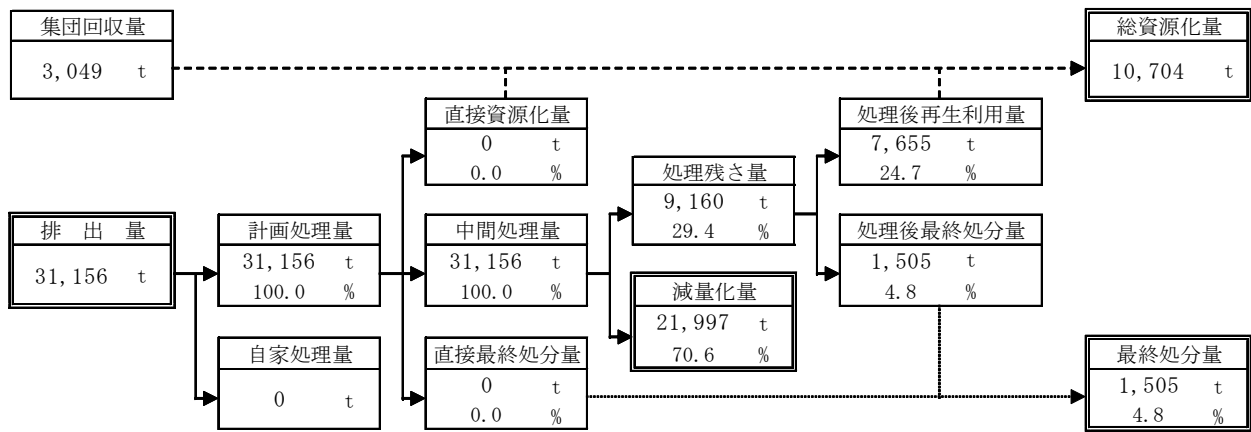 集団回収量
3,049 t
総資源化量
10,704 t
直接資源化量
0 t
0.0 %
処理後再生利用量
7,655 t
24.7 %
処理残さ量
9,160 t
29.4 %
排出量
31,156 t
計画処理量
31,156 t
100.0 %
中間処理量
31,156 t
100.0 %
処理後最終処分量
1,505 t
4.8 %
減量化量
21,997 t
70.6 %
自家処理量
0 t
直接最終処分量
0 t
0.0 %
最終処分量
1,505 t
4.8 %